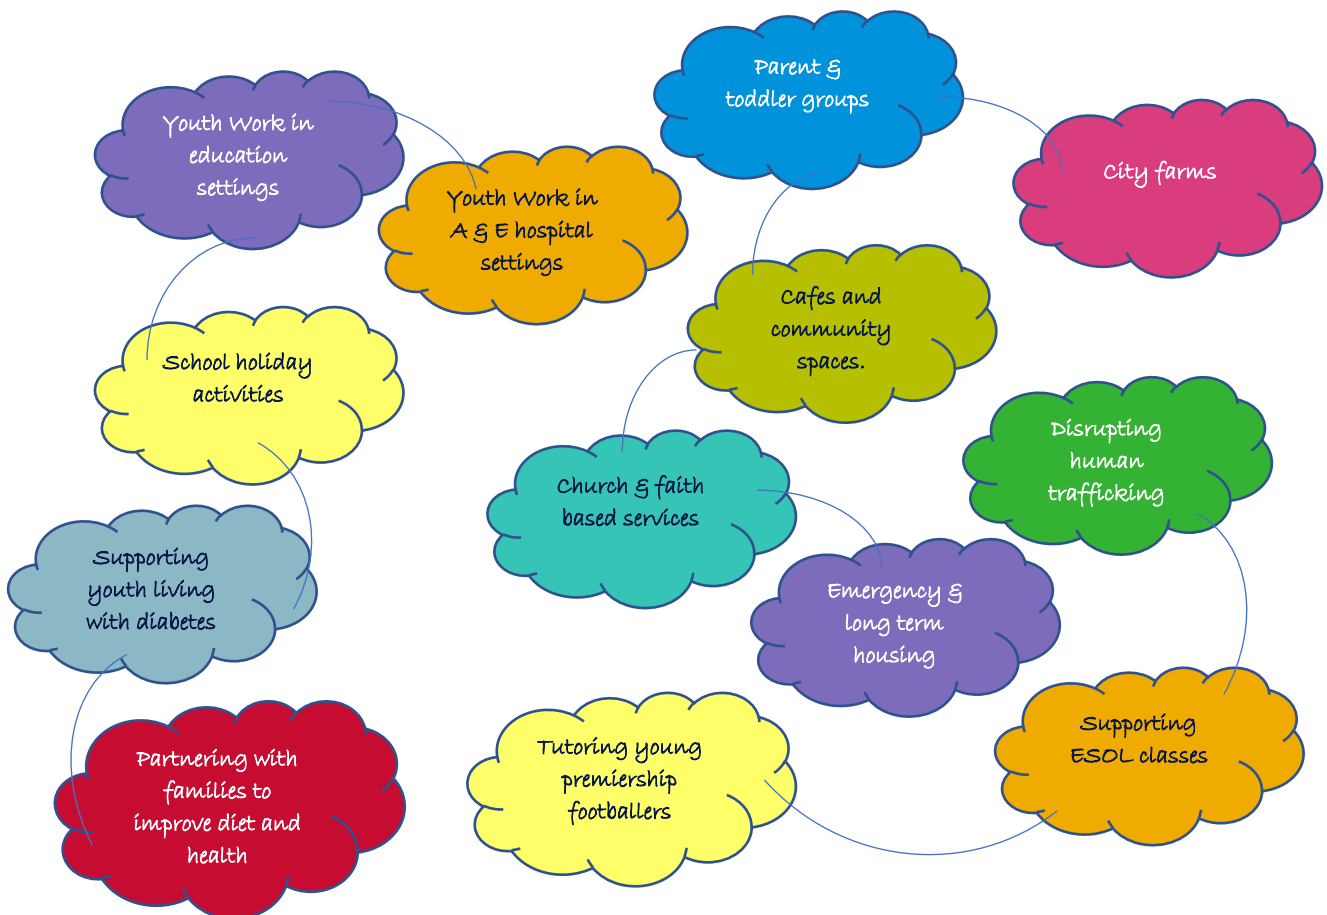 Youth Work in
education
settings
Youth Work in
A & E hospital
settings
Parent &
toddler groups
City farms
School holiday
activities
Cafes and
community
spaces.
Church & faith
based services
Disrupting
human
trafficking
Supporting
youth living
with diabetes
Emergency &
long term
housing
Partnering with
families to
improve diet and
health
Tutoring young
premiership
footballers
Supporting
ESOL classes